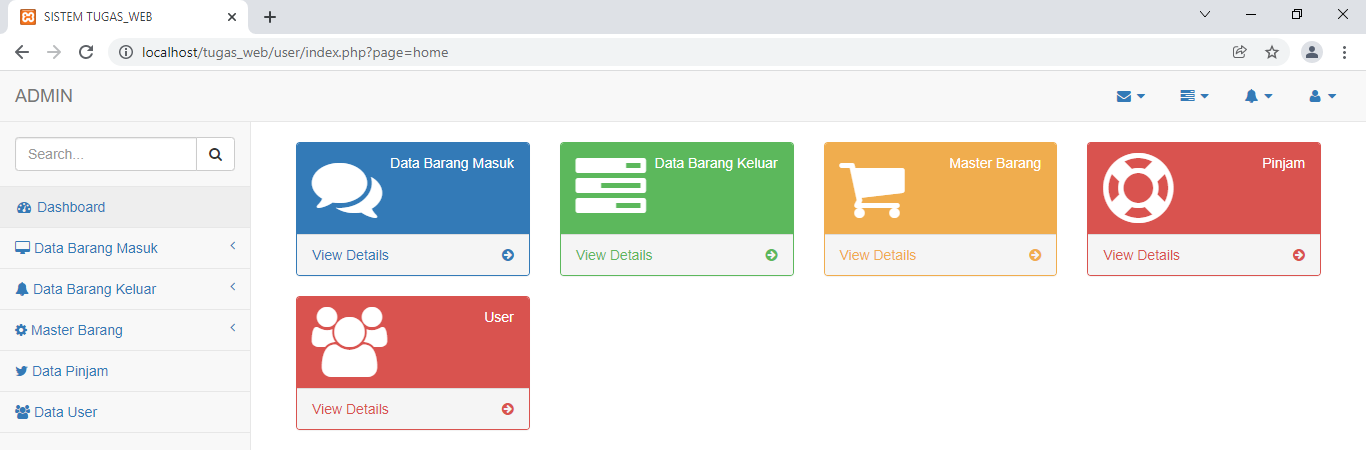 SISTEM TUGAS_WEB
localhost/tugas_web/user/index.php?page=home
ADMIN
Search...
Dashboard
Data Barang Masuk
Data Barang Keluar
Master Barang
Data Pinjam
Data User
Data Barang Masuk
View Details
Data Barang Keluar
View Details
Master Barang
View Details
Pinjam
View Details
User
View Details